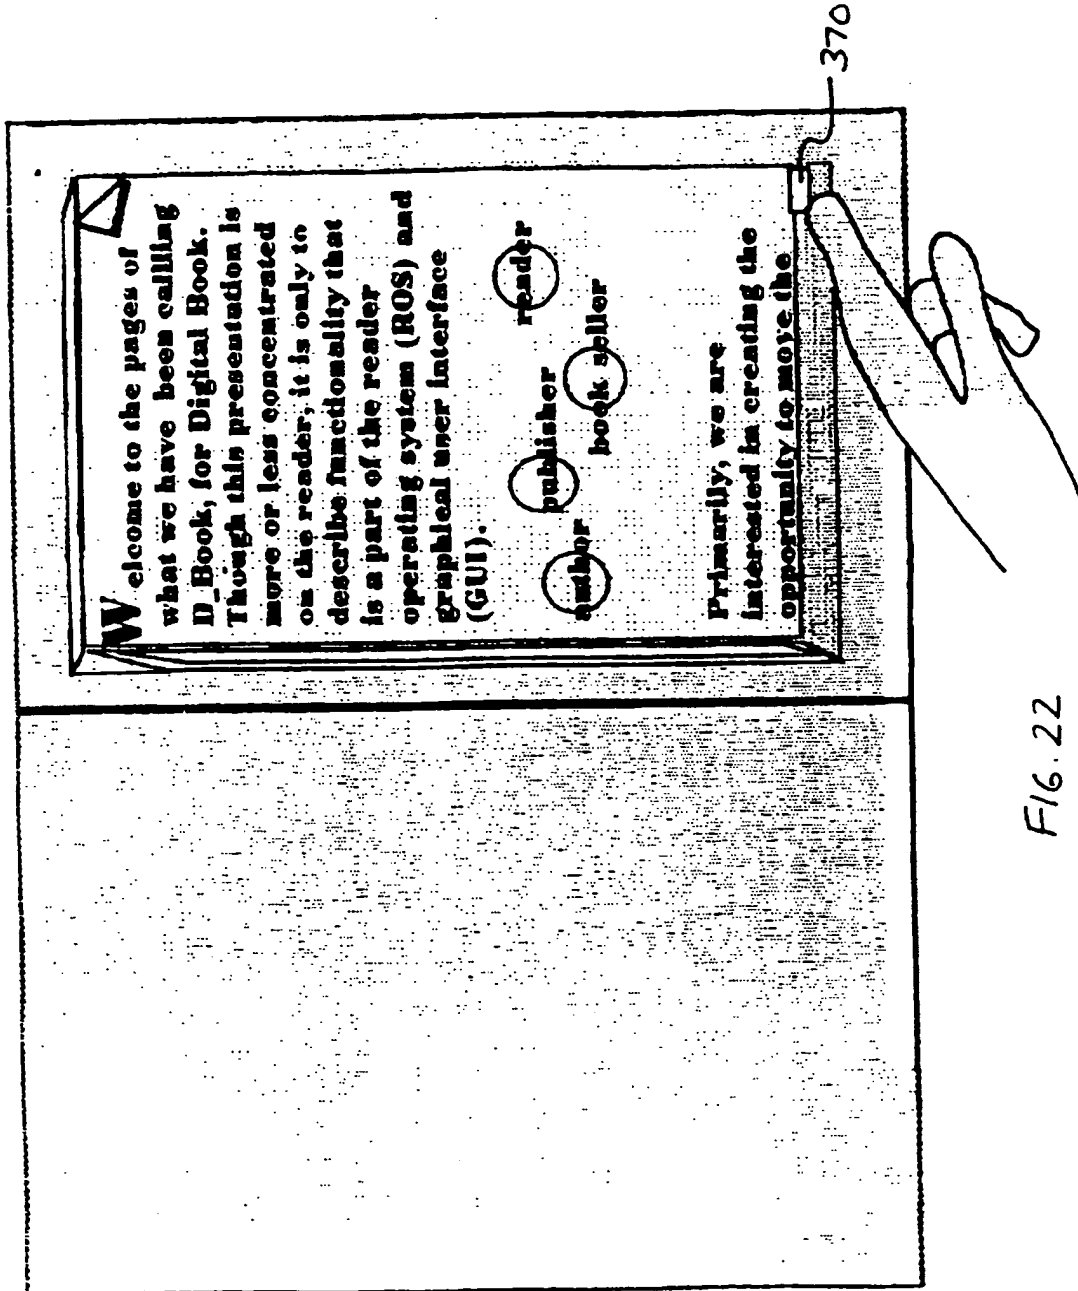 Welcome to the pages of
what we have been callling
D_Book, for Digital Book.
Though this presentation is
more or less concentrated
on the reader, it is only to
describe functionality that
is a part of the reader
operating system (ROS) and
graphical user interface
(GUI).
author
publisher
book seller
reader
Primarily, we are
interested in creating the
opportunity to move the
370
FIG. 22